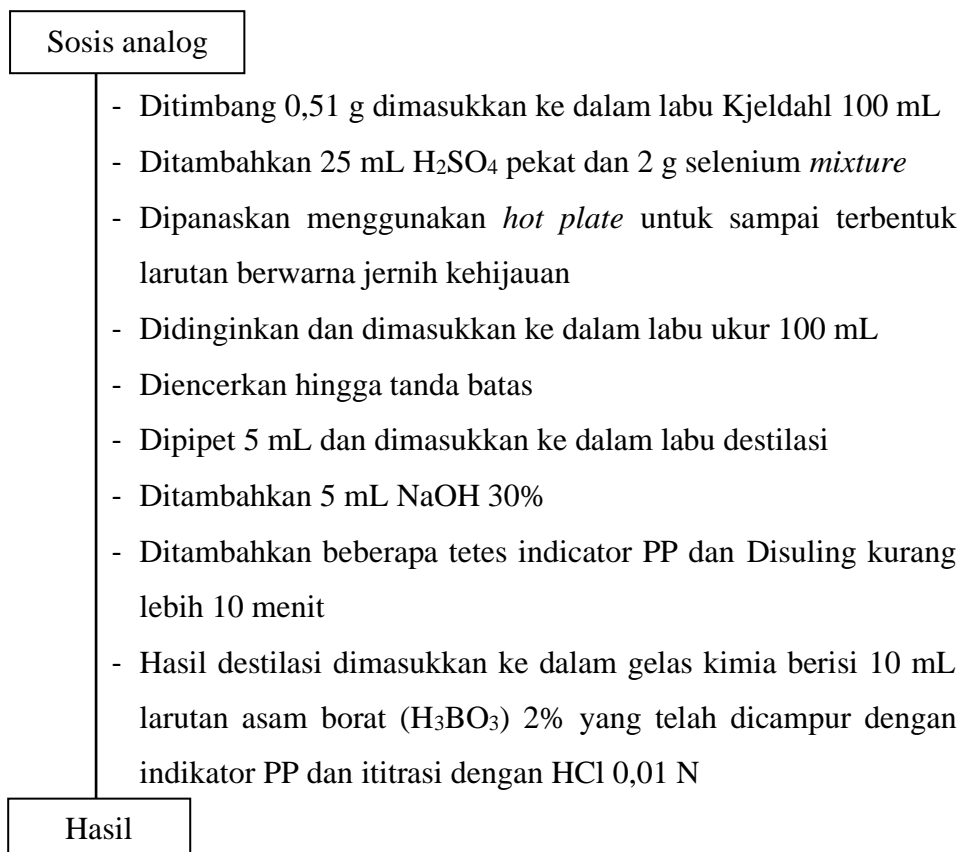 Sosis analog
- Ditimbang 0,51 g dimasukkan ke dalam labu Kjeldahl 100 mL
- Ditambahkan 25 mL H₂SO₄ pekat dan 2 g selenium mixture
- Dipanaskan menggunakan hot plate untuk sampai terbentuk
larutan berwarna jernih kehijauan
- Didinginkan dan dimasukkan ke dalam labu ukur 100 mL
- Diencerkan hingga tanda batas
- Dipipet 5 mL dan dimasukkan ke dalam labu destilasi
- Ditambahkan 5 mL NaOH 30%
- Ditambahkan beberapa tetes indicator PP dan Disuling kurang
lebih 10 menit
- Hasil destilasi dimasukkan ke dalam gelas kimia berisi 10 mL
larutan asam borat (H₃BO₃) 2% yang telah dicampur dengan
indikator PP dan ititrasi dengan HCl 0,01 N
Hasil